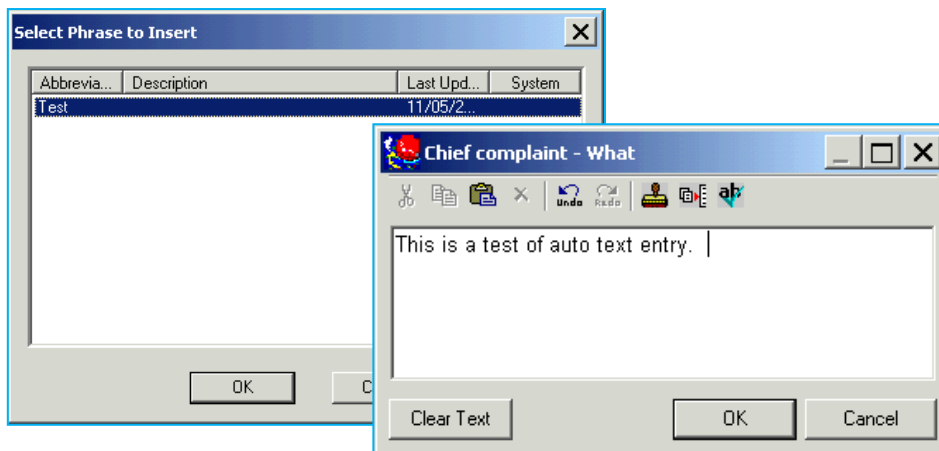 Select Phrase to Insert
Abbrevia... Description Last Upd... System
Test 11/05/2...
OK C
Chief complaint - What
Undo Redo ab
This is a test of auto text entry.
Clear Text OK Cancel